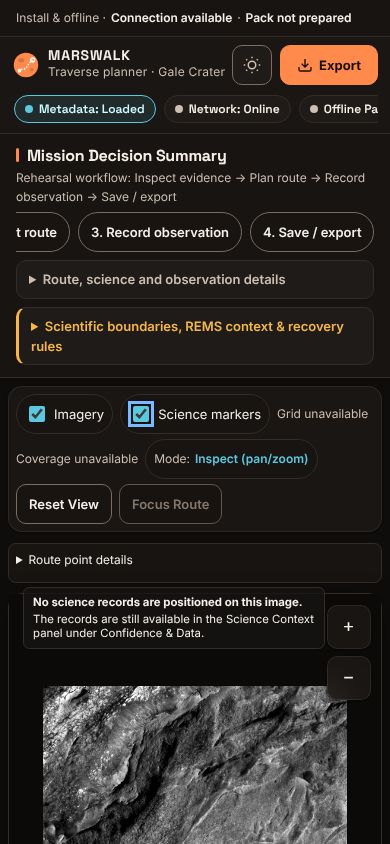 Install & offline · Connection available · Pack not prepared
MARSWALK
Traverse planner · Gale Crater
Export
Metadata: Loaded
Network: Online
Offline Pa
Mission Decision Summary
Rehearsal workflow: Inspect evidence → Plan route → Record
observation → Save / export
t route
3. Record observation
4. Save / export
Route, science and observation details
Scientific boundaries, REMS context & recovery
rules
Imagery
Science markers
Grid unavailable
Coverage unavailable
Mode: Inspect (pan/zoom)
Reset View
Focus Route
Route point details
No science records are positioned on this image.
The records are still available in the Science Context
panel under Confidence & Data.
+
−